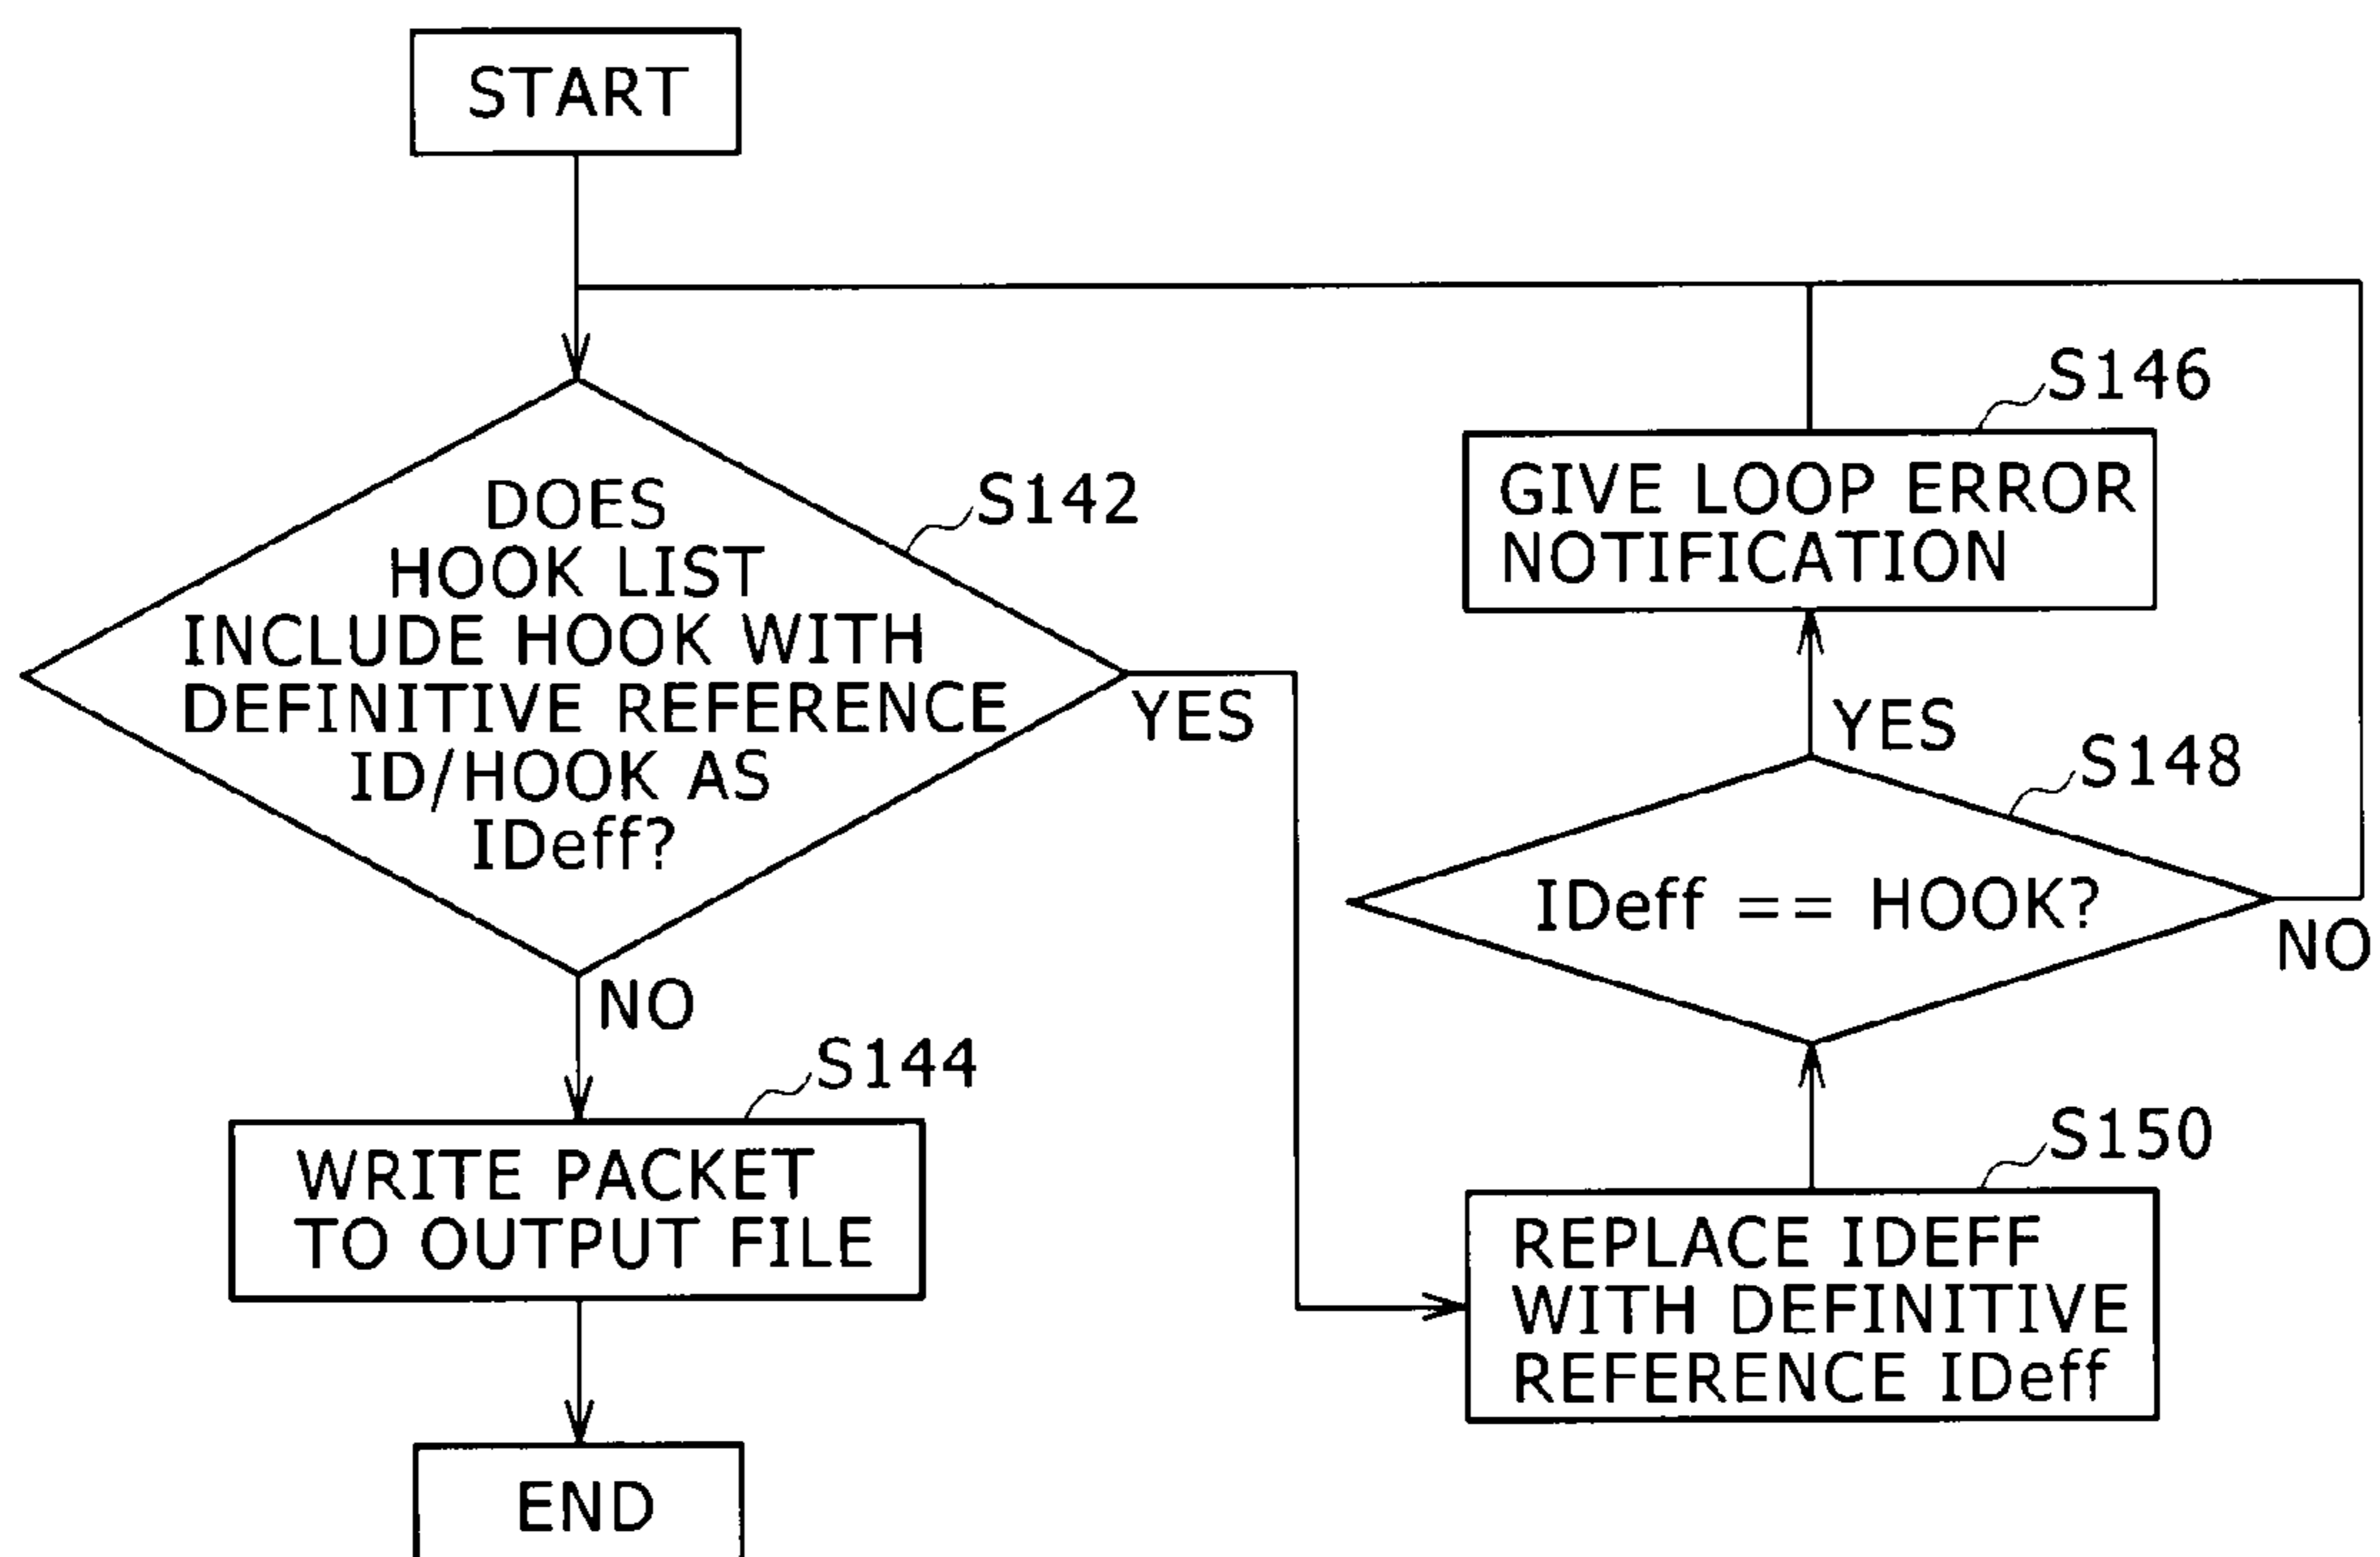 START
S142
DOES
HOOK LIST
INCLUDE HOOK WITH
DEFINITIVE REFERENCE
ID/HOOK AS
IDeff?
YES
NO
S144
WRITE PACKET
TO OUTPUT FILE
END
S146
GIVE LOOP ERROR
NOTIFICATION
YES
S148
IDeff == HOOK?
NO
S150
REPLACE IDEFF
WITH DEFINITIVE
REFERENCE IDeff